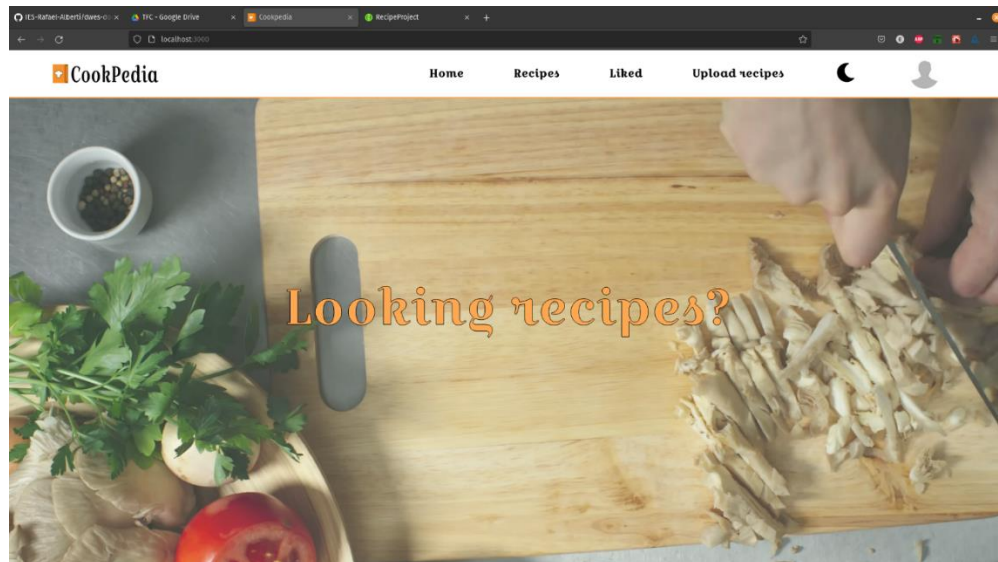 TFC - Google Drive
Cookpedia
RecipeProject
localhost:3000
CookPedia
Home
Recipes
Liked
Upload recipes
Looking recipes?